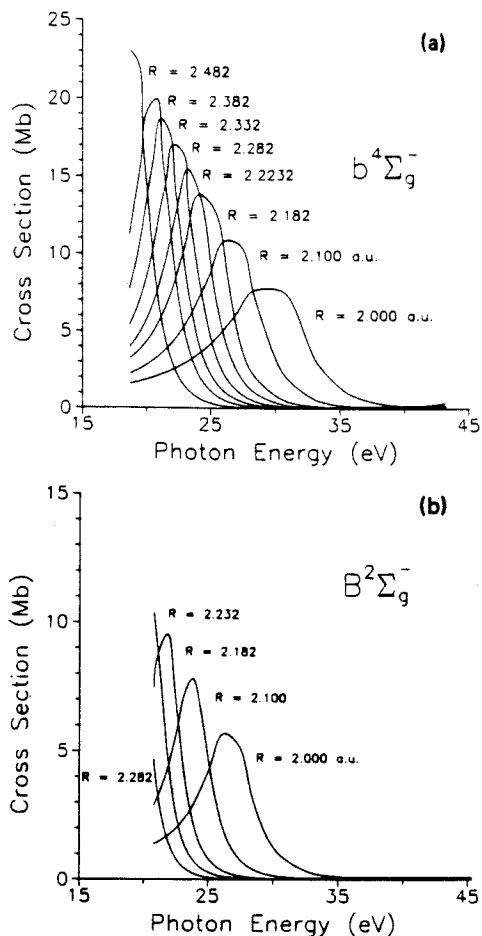 (a)
25
20
15
10
5
0
Cross Section (Mb)
R = 2.482
R = 2.382
R = 2.332
R = 2.282
R = 2.2232
R = 2.182
R = 2.100 a.u.
R = 2.000 a.u.
b⁴Σg⁻
15 25 35 45
Photon Energy (eV)
(b)
15
10
5
0
Cross Section (Mb)
B²Σg⁻
R = 2.232
R = 2.182
R = 2.100
R = 2.000 a.u.
R = 2.282
15 25 35 45
Photon Energy (eV)